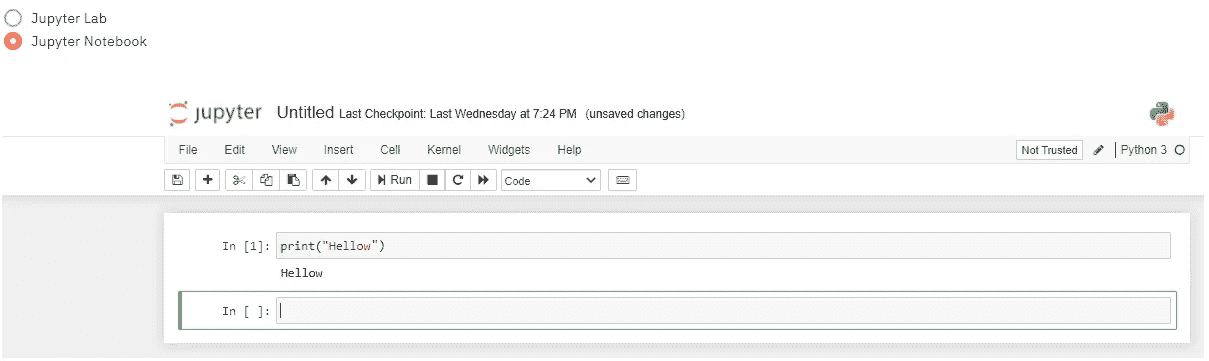 Jupyter Lab
Jupyter Notebook
jupyter Untitled Last Checkpoint: Last Wednesday at 7:24 PM (unsaved changes)
File Edit View Insert Cell Kernel Widgets Help Not Trusted Python 3
Run Code
In [1]: print("Hellow")
Hellow
In [ ]: